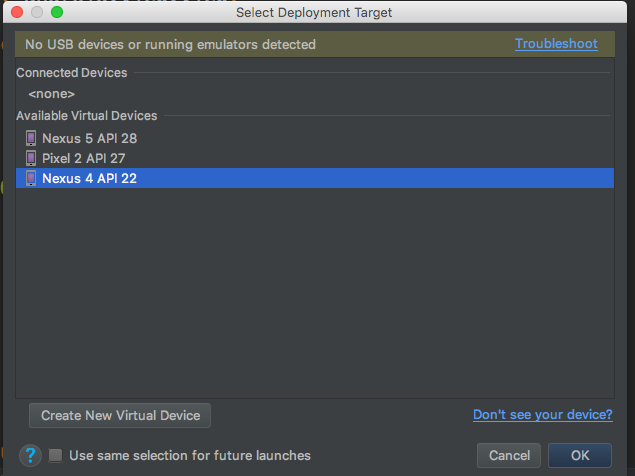 Select Deployment Target
No USB devices or running emulators detected Troubleshoot
Connected Devices
<none>
Available Virtual Devices
Nexus 5 API 28
Pixel 2 API 27
Nexus 4 API 22
Create New Virtual Device Don't see your device?
? Use same selection for future launches Cancel OK